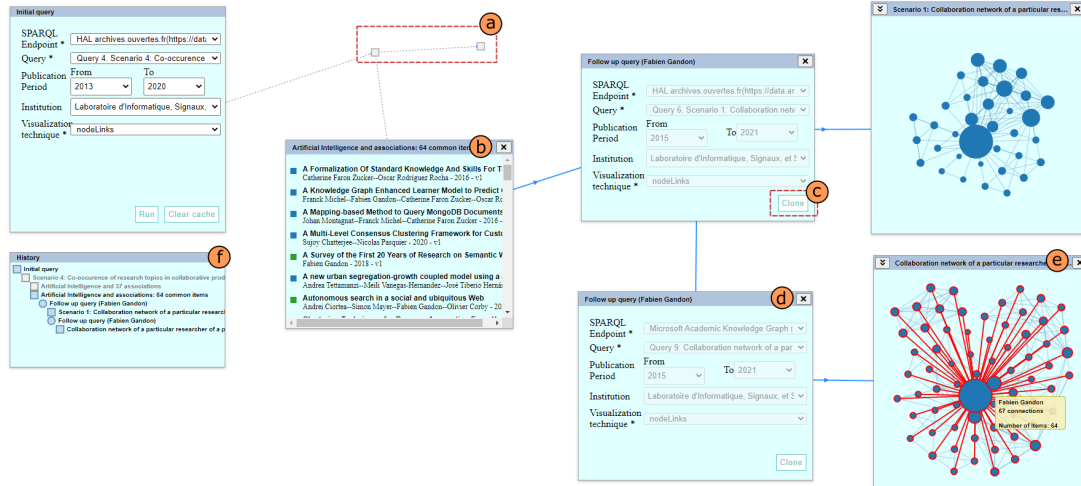 Initial query
SPARQL
Endpoint *
HAL archives.ouvertes.fr(https://data
Query *
Query 4. Scenario 4: Co-occurence
Publication
Period
From
To
2013
2020
Institution
Laboratoire d'Informatique, Signaux,
Visualization
technique *
nodeLinks
Run
Clear cache
a
b
Artificial Intelligence and associations: 64 common item
A Formalization Of Standard Knowledge And Skills For T
Catherine Faron Zucker--Oscar Rodríguez Rocha - 2016 - v1
A Knowledge Graph Enhanced Learner Model to Predict
Franck Michel--Fabien Gandon--Catherine Faron Zucker--Oscar Ro
A Mapping-based Method to Query MongoDB Documents
Johan Montagnat--Franck Michel--Catherine Faron Zucker - 2016 -
A Multi-Level Consensus Clustering Framework for Custo
Sujoy Chatterjee--Nicolas Pasquier - 2020 - v1
A Survey of the First 20 Years of Research on Semantic W
Fabien Gandon - 2018 - v1
A new urban segregation-growth coupled model using a
Andrea Tettamanzi--Meili Vanegas-Hernandez--José Tiberio Hernán
Autonomous search in a social and ubiquitous Web
Andrei Ciortea--Simon Mayer--Fabien Gandon--Olivier Corby - 20
Follow up query (Fabien Gandon)
SPARQL
Endpoint *
HAL archives.ouvertes.fr(https://data.ar
Query *
Query 6. Scenario 1: Collaboration netw
Publication
Period
From
To
2015
2021
Institution
Laboratoire d'Informatique, Signaux, et S
Visualization
technique *
nodeLinks
Clone
c
Scenario 1: Collaboration network of a particular res...
d
Follow up query (Fabien Gandon)
SPARQL
Endpoint *
Microsoft Academic Knowledge Graph
Query *
Query 9. Collaboration network of a par
Publication
Period
From
To
2015
2021
Institution
Laboratoire d'Informatique, Signaux, et S
Visualization
technique *
nodeLinks
Clone
e
Collaboration network of a particular researche
Fabien Gandon
67 connections
Number of Items: 64
f
History
Initial query
Scenario 4: Co-occurence of research topics in collaborative prod
Artificial Intelligence and 37 associations
Artificial Intelligence and associations: 64 common items
Follow up query (Fabien Gandon)
Scenario 1: Collaboration network of a particular research
Follow up query (Fabien Gandon)
Collaboration network of a particular researcher of a p